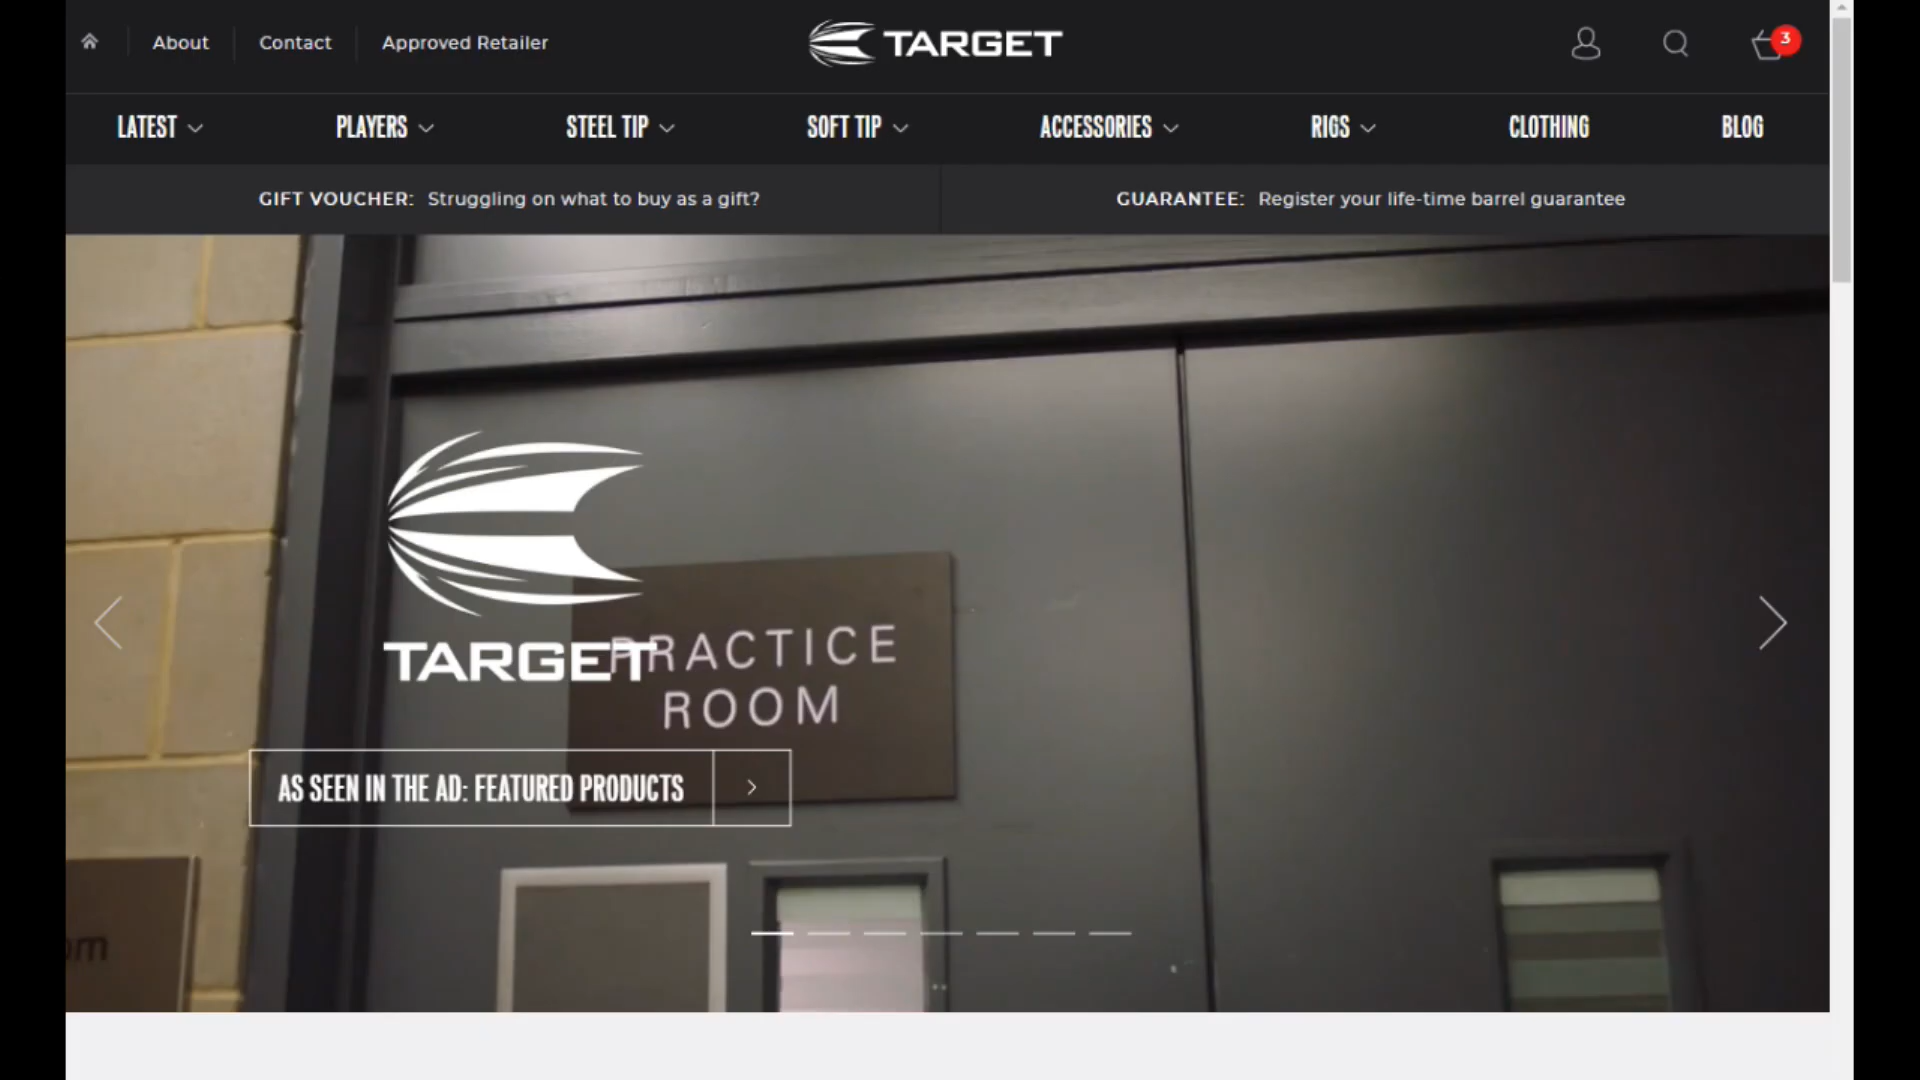 About
Contact
Approved Retailer
TARGET
3
LATEST
PLAYERS
STEEL TIP
SOFT TIP
ACCESSORIES
RIGS
CLOTHING
BLOG
GIFT VOUCHER: Struggling on what to buy as a gift?
GUARANTEE: Register your life-time barrel guarantee
TARGET
PRACTICE
ROOM
AS SEEN IN THE AD: FEATURED PRODUCTS